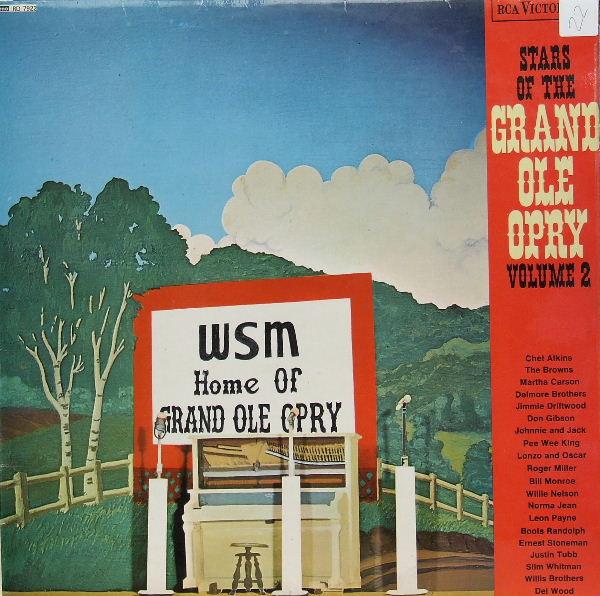 RD 7923
RCA VICTOR
22
STARS
OF THE
GRAND
OLE
OPRY
VOLUME 2
WSM
Home OF
GRAND OLE OPRY
Chet Atkins
The Browns
Martha Carson
Delmore Brothers
Jimmie Driftwood
Don Gibson
Johnnie and Jack
Pee Wee King
Lonzo and Oscar
Roger Miller
Bill Monroe
Willie Nelson
Norma Jean
Leon Payne
Boots Randolph
Ernest Stoneman
Justin Tubb
Slim Whitman
Willis Brothers
Del Wood